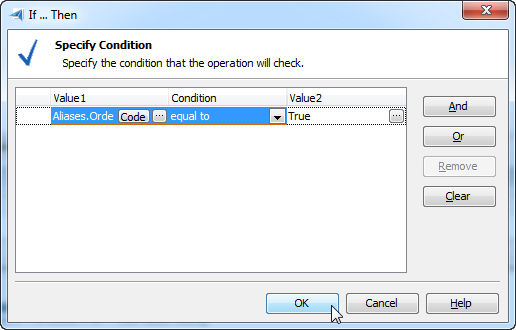 If ... Then
Specify Condition
Specify the condition that the operation will check.
Value1 Condition Value2
Aliases.Orde Code ... equal to True ...
And
Or
Remove
Clear
OK Cancel Help